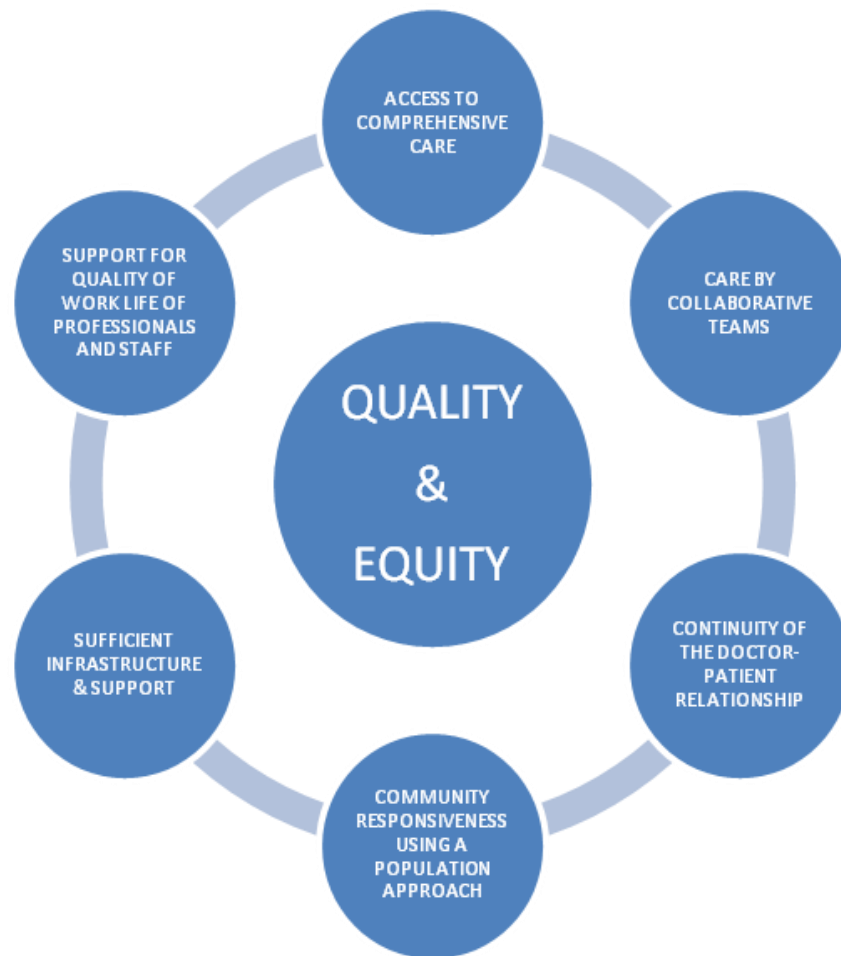 ACCESS TO
COMPREHENSIVE
CARE
CARE BY
COLLABORATIVE
TEAMS
CONTINUITY OF
THE DOCTOR-
PATIENT
RELATIONSHIP
COMMUNITY
RESPONSIVENESS
USING A
POPULATION
APPROACH
SUFFICIENT
INFRASTRUCTURE
& SUPPORT
SUPPORT FOR
QUALITY OF
WORK LIFE OF
PROFESSIONALS
AND STAFF
QUALITY
&
EQUITY